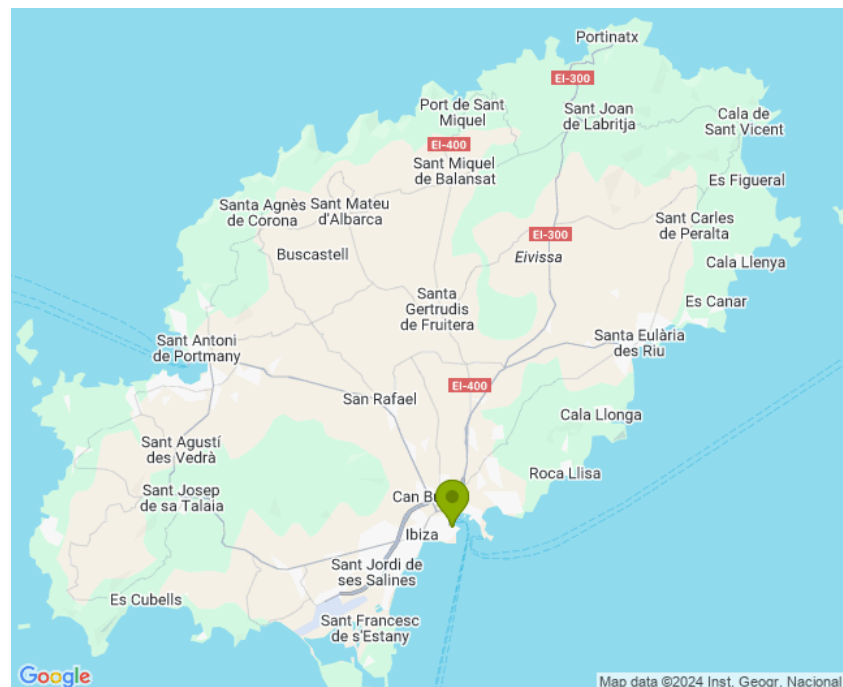 Portinatx
EI-300
Port de Sant
Miquel
Sant Joan
de Labritja
Cala de
Sant Vicent
EI-400
Sant Miquel
de Balansat
Es Figueral
Santa Agnès
de Corona
Sant Mateu
d'Albarca
Sant Carles
de Peralta
EI-300
Buscastell
Eivissa
Cala Llenya
Santa
Gertrudis
de Fruitera
Es Canar
Sant Antoni
de Portmany
Santa Eulària
des Riu
EI-400
San Rafael
Cala Llonga
Sant Agustí
des Vedrà
Roca Llisa
Sant Josep
de sa Talaia
Can
Ibiza
Sant Jordi de
ses Salines
Es Cubells
Sant Francesc
de s'Estany
Google
Map data ©2024 Inst. Geogr. Nacional